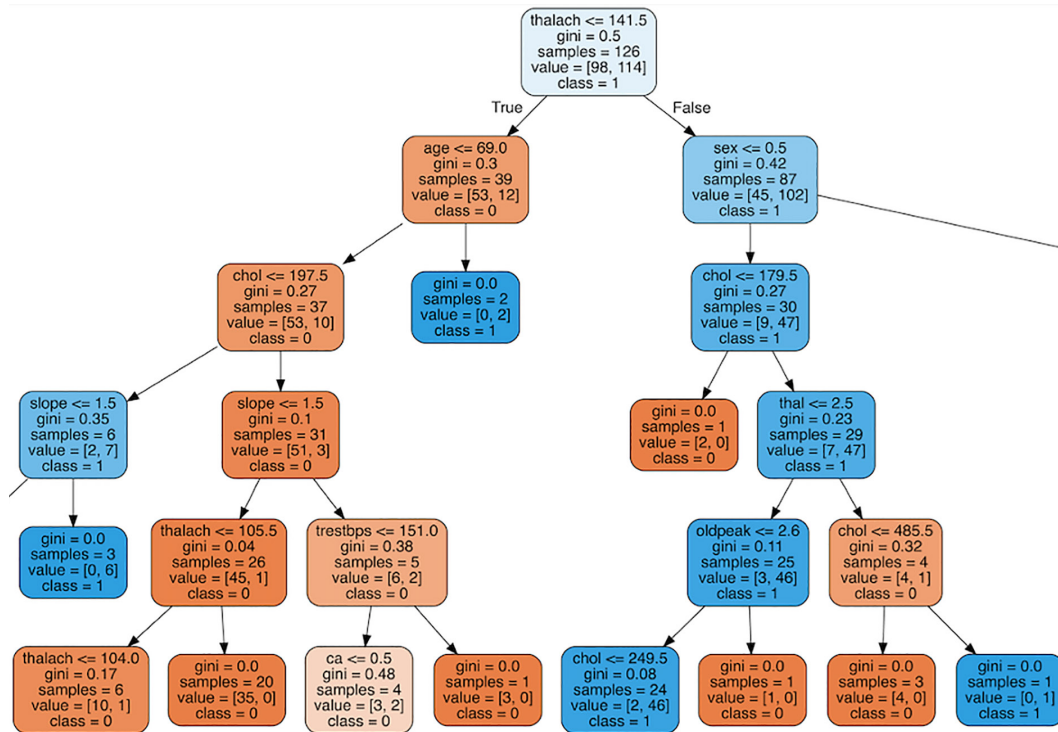 thalach <= 141.5
gini = 0.5
samples = 126
value = [98, 114]
class = 1
True
False
age <= 69.0
gini = 0.3
samples = 39
value = [53, 12]
class = 0
sex <= 0.5
gini = 0.42
samples = 87
value = [45, 102]
class = 1
chol <= 197.5
gini = 0.27
samples = 37
value = [53, 10]
class = 0
gini = 0.0
samples = 2
value = [0, 2]
class = 1
chol <= 179.5
gini = 0.27
samples = 30
value = [9, 47]
class = 1
slope <= 1.5
gini = 0.35
samples = 6
value = [2, 7]
class = 1
slope <= 1.5
gini = 0.1
samples = 31
value = [51, 3]
class = 0
gini = 0.0
samples = 1
value = [2, 0]
class = 0
thal <= 2.5
gini = 0.23
samples = 29
value = [7, 47]
class = 1
gini = 0.0
samples = 3
value = [0, 6]
class = 1
thalach <= 105.5
gini = 0.04
samples = 26
value = [45, 1]
class = 0
trestbps <= 151.0
gini = 0.38
samples = 5
value = [6, 2]
class = 0
oldpeak <= 2.6
gini = 0.11
samples = 25
value = [3, 46]
class = 1
chol <= 485.5
gini = 0.32
samples = 4
value = [4, 1]
class = 0
thalach <= 104.0
gini = 0.17
samples = 6
value = [10, 1]
class = 0
gini = 0.0
samples = 20
value = [35, 0]
class = 0
ca <= 0.5
gini = 0.48
samples = 4
value = [3, 2]
class = 0
gini = 0.0
samples = 1
value = [3, 0]
class = 0
chol <= 249.5
gini = 0.08
samples = 24
value = [2, 46]
class = 1
gini = 0.0
samples = 1
value = [1, 0]
class = 0
gini = 0.0
samples = 3
value = [4, 0]
class = 0
gini = 0.0
samples = 1
value = [0, 1]
class = 1